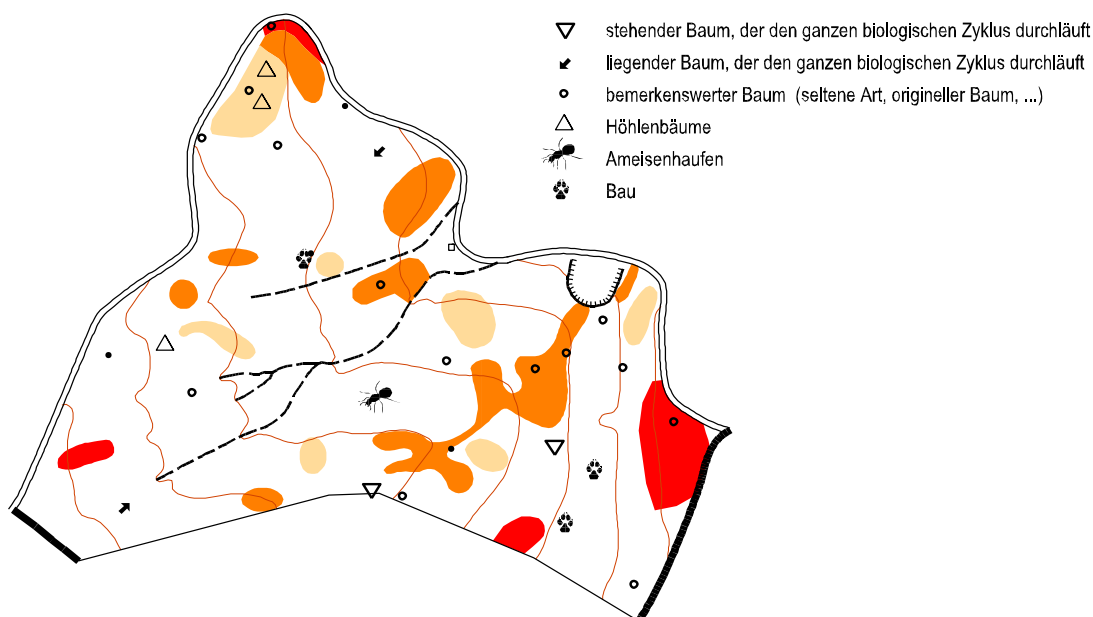 stehender Baum, der den ganzen biologischen Zyklus durchläuft
liegender Baum, der den ganzen biologischen Zyklus durchläuft
bemerkenswerter Baum (seltene Art, origineller Baum, ...)
Höhlenbäume
Ameisenhaufen
Bau